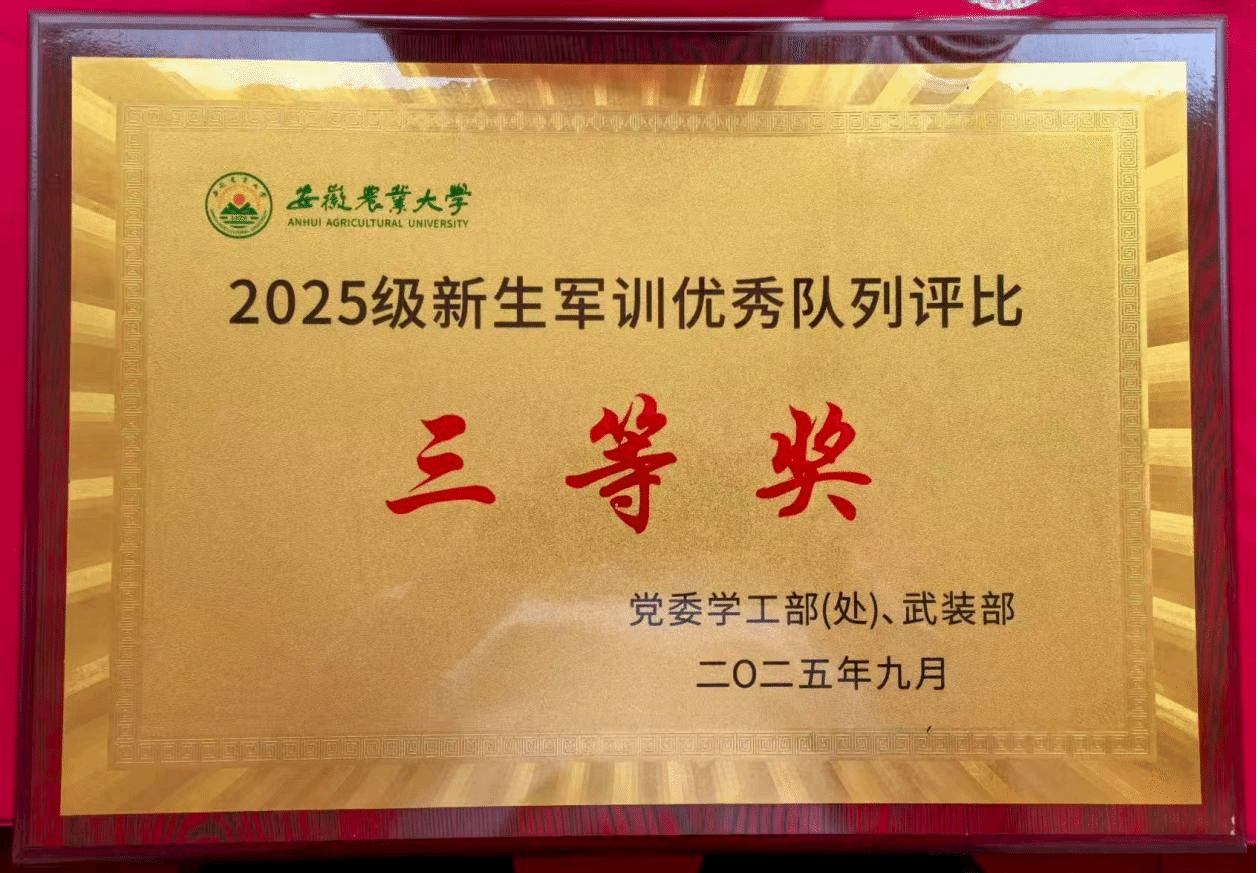 安徽农业大学
ANHUI AGRICULTURAL UNIVERSITY
2025级新生军训优秀队列评比
三等奖
党委学工部(处)、武装部
二〇二五年九月